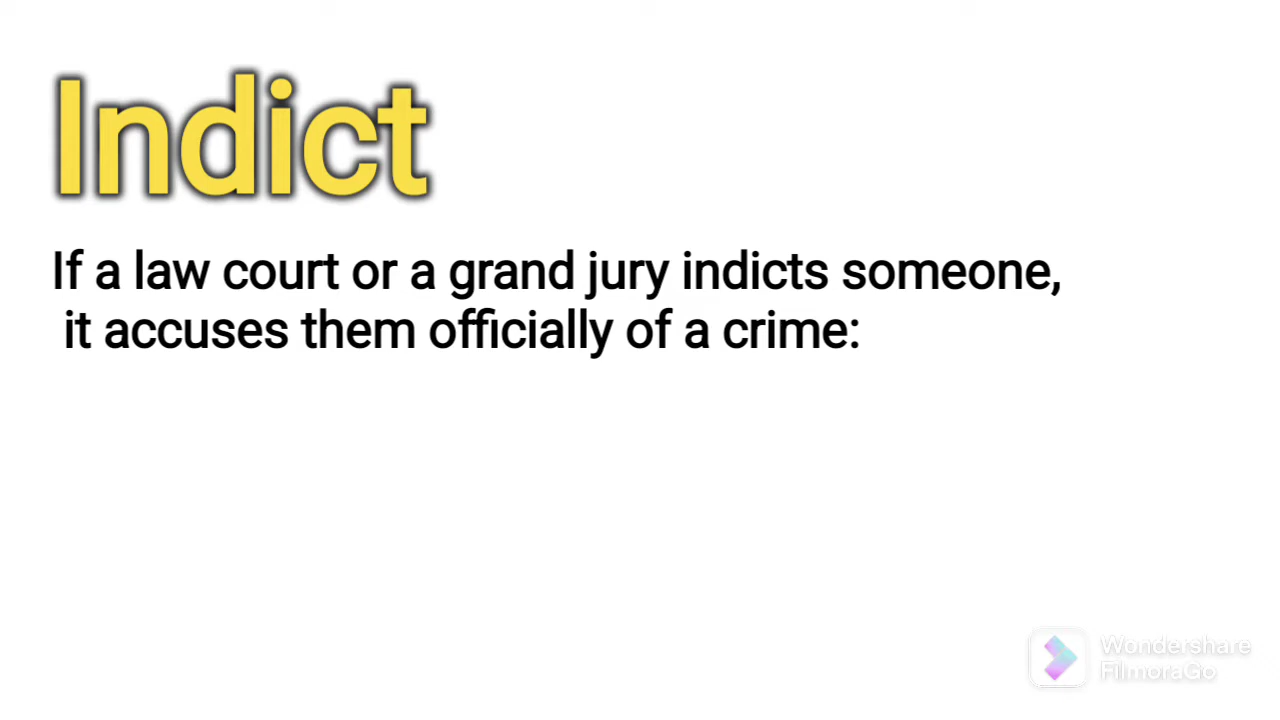 Indict
If a law court or a grand jury indicts someone,
it accuses them officially of a crime:
Wondershare
FilmoraGo